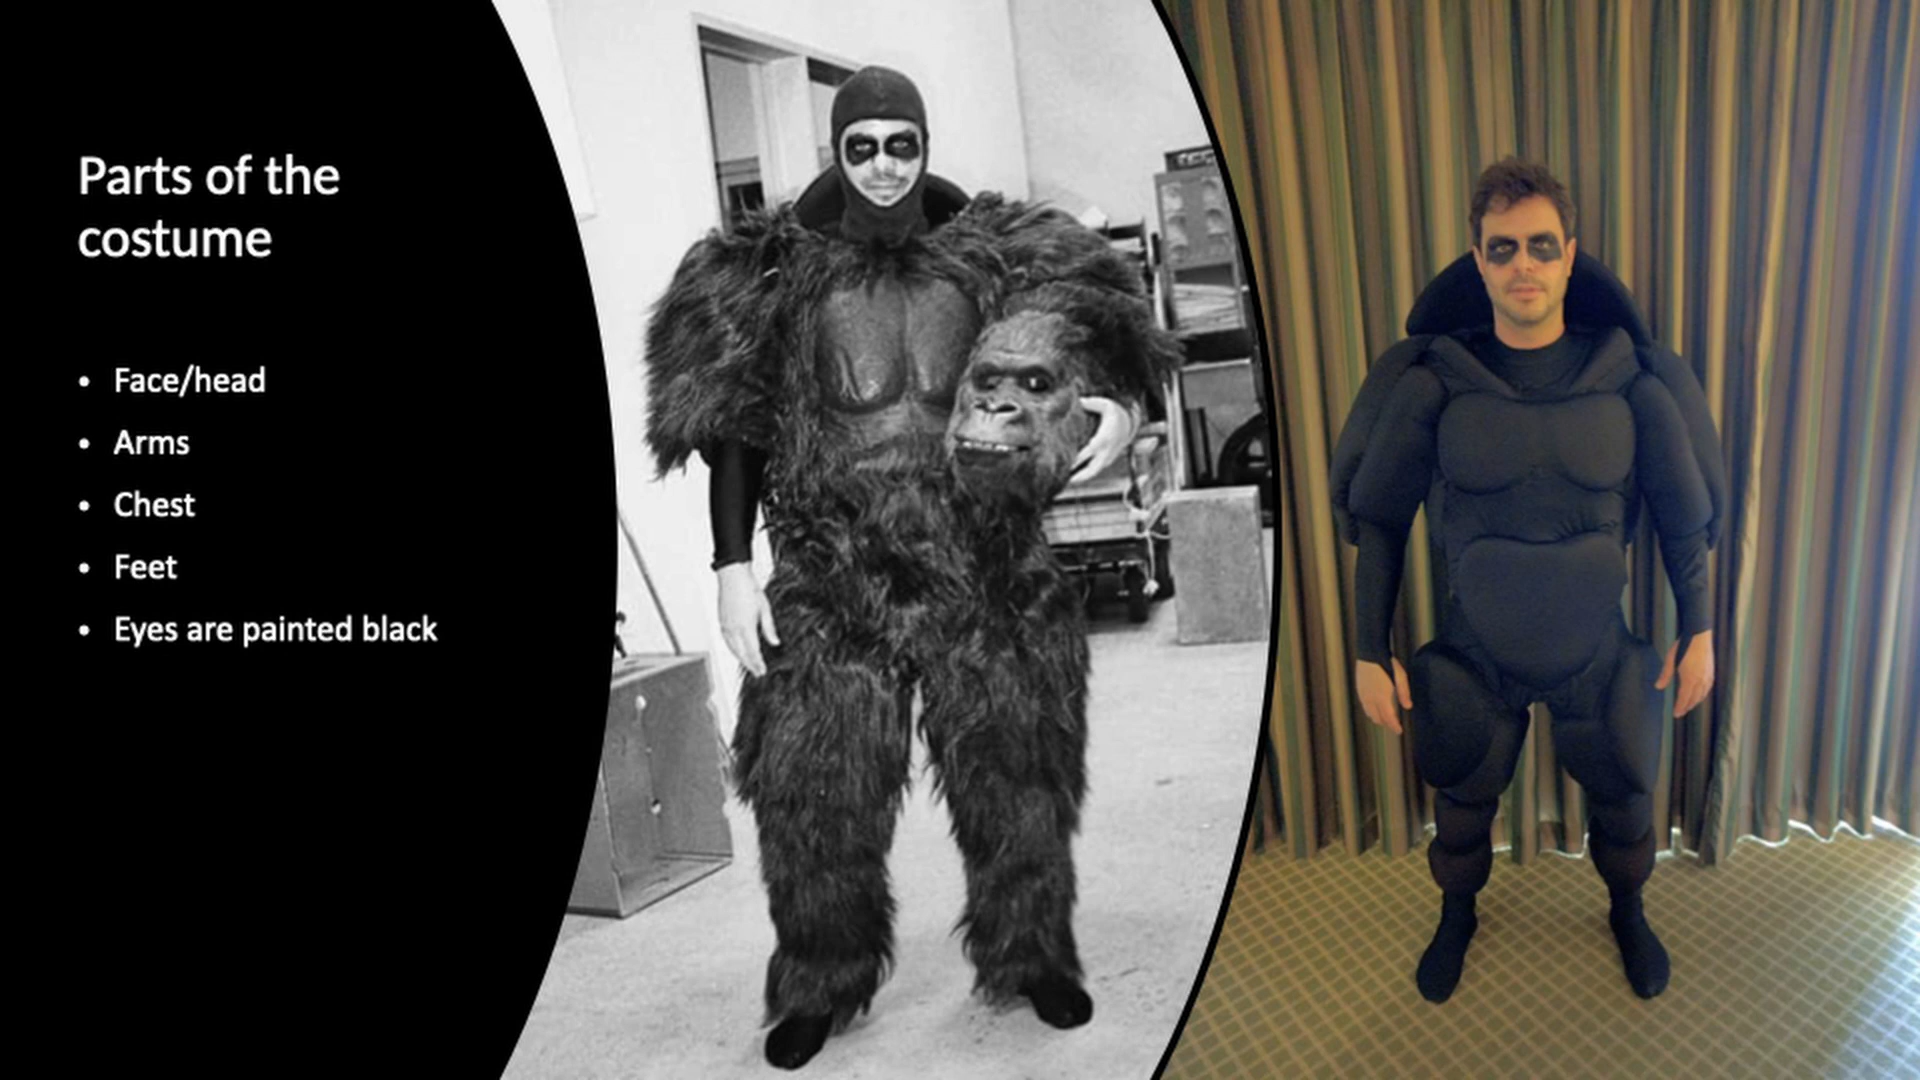 Parts of the
costume
• Face/head
• Arms
• Chest
• Feet
• Eyes are painted black